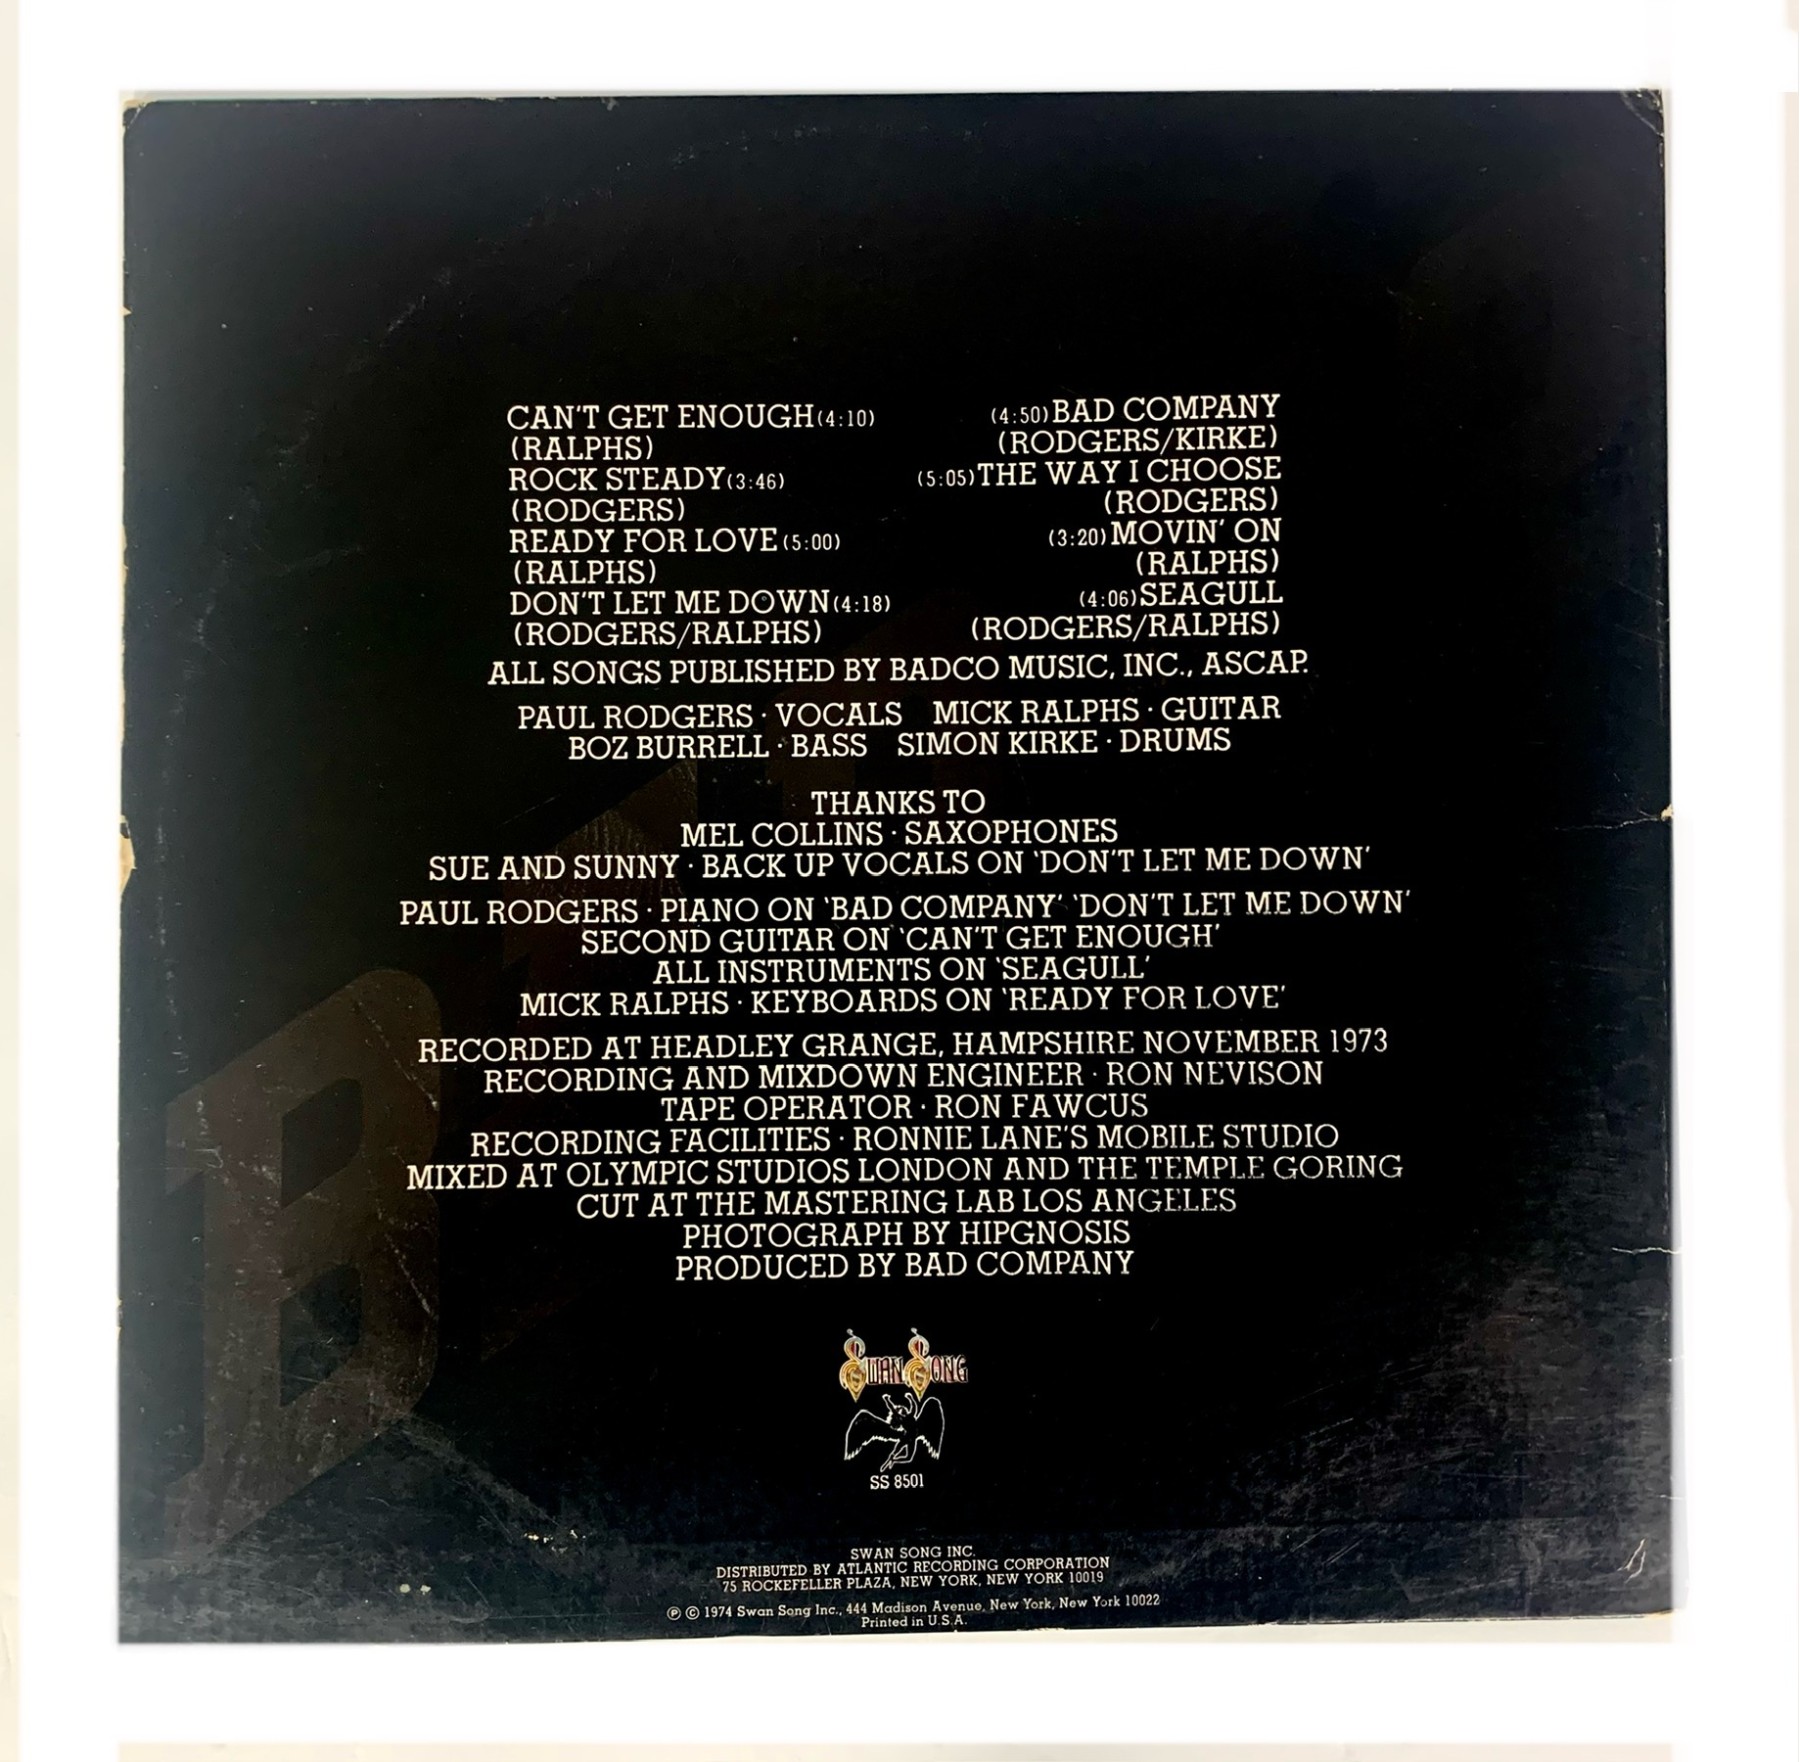 CAN'T GET ENOUGH (4:10)
(RALPHS)
ROCK STEADY (3:46)
(RODGERS)
READY FOR LOVE (5:00)
(RALPHS)
DON'T LET ME DOWN (4:18)
(RODGERS/RALPHS)
(4:50) BAD COMPANY
(RODGERS/KIRKE)
(5:05) THE WAY I CHOOSE
(RODGERS)
(3:20) MOVIN' ON
(RALPHS)
(4:06) SEAGULL
(RODGERS/RALPHS)
ALL SONGS PUBLISHED BY BADCO MUSIC, INC., ASCAP.
PAUL RODGERS · VOCALS MICK RALPHS · GUITAR
BOZ BURRELL · BASS SIMON KIRKE · DRUMS
THANKS TO
MEL COLLINS · SAXOPHONES
SUE AND SUNNY · BACK UP VOCALS ON 'DON'T LET ME DOWN'
PAUL RODGERS · PIANO ON 'BAD COMPANY' 'DON'T LET ME DOWN'
SECOND GUITAR ON 'CAN'T GET ENOUGH'
ALL INSTRUMENTS ON 'SEAGULL'
MICK RALPHS · KEYBOARDS ON 'READY FOR LOVE'
RECORDED AT HEADLEY GRANGE, HAMPSHIRE NOVEMBER 1973
RECORDING AND MIXDOWN ENGINEER · RON NEVISON
TAPE OPERATOR · RON FAWCUS
RECORDING FACILITIES · RONNIE LANE'S MOBILE STUDIO
MIXED AT OLYMPIC STUDIOS LONDON AND THE TEMPLE GORING
CUT AT THE MASTERING LAB LOS ANGELES
PHOTOGRAPH BY HIPGNOSIS
PRODUCED BY BAD COMPANY
SWAN SONG
SS 8501
SWAN SONG INC.
DISTRIBUTED BY ATLANTIC RECORDING CORPORATION
75 ROCKEFELLER PLAZA, NEW YORK, NEW YORK 10019
℗ © 1974 Swan Song Inc., 444 Madison Avenue, New York, New York 10022
Printed in U.S.A.